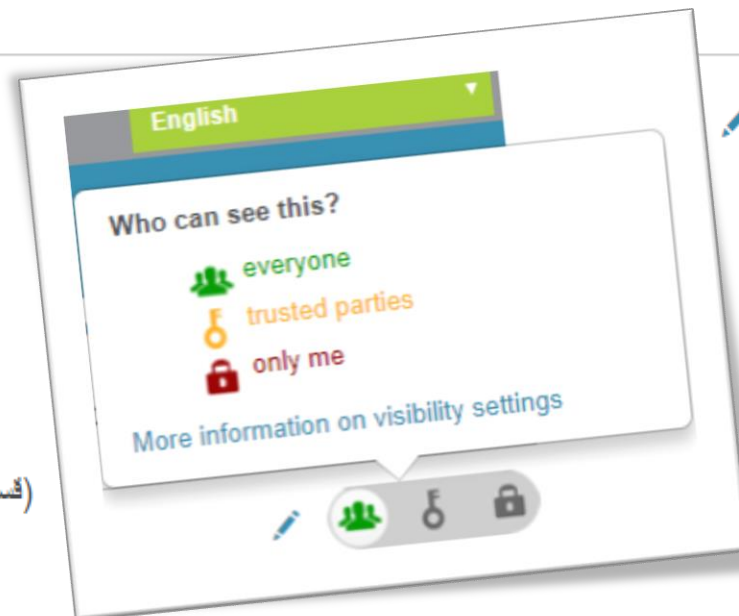 English
Who can see this?
everyone
trusted parties
only me
More information on visibility settings